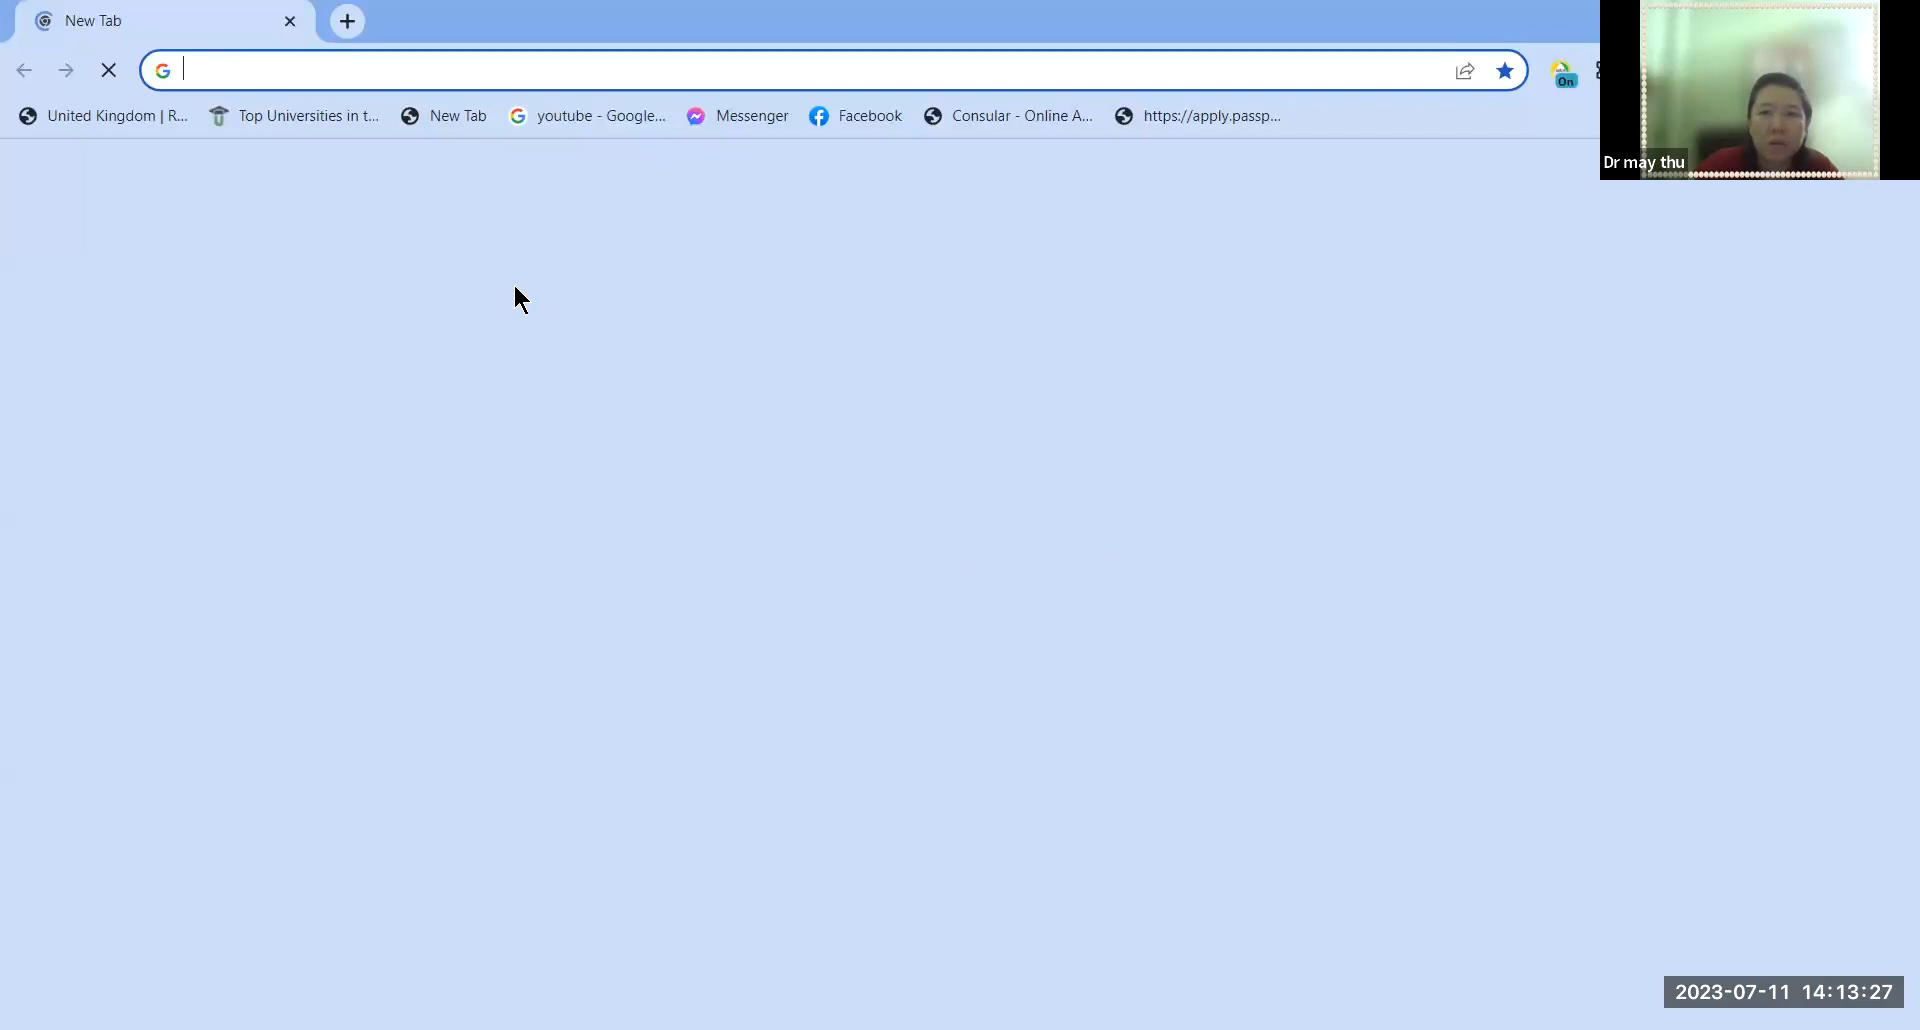 New Tab
On
United Kingdom | R... Top Universities in t... New Tab youtube - Google... Messenger Facebook Consular - Online A... https://apply.passp...
Dr may thu
2023-07-11 14:13:27